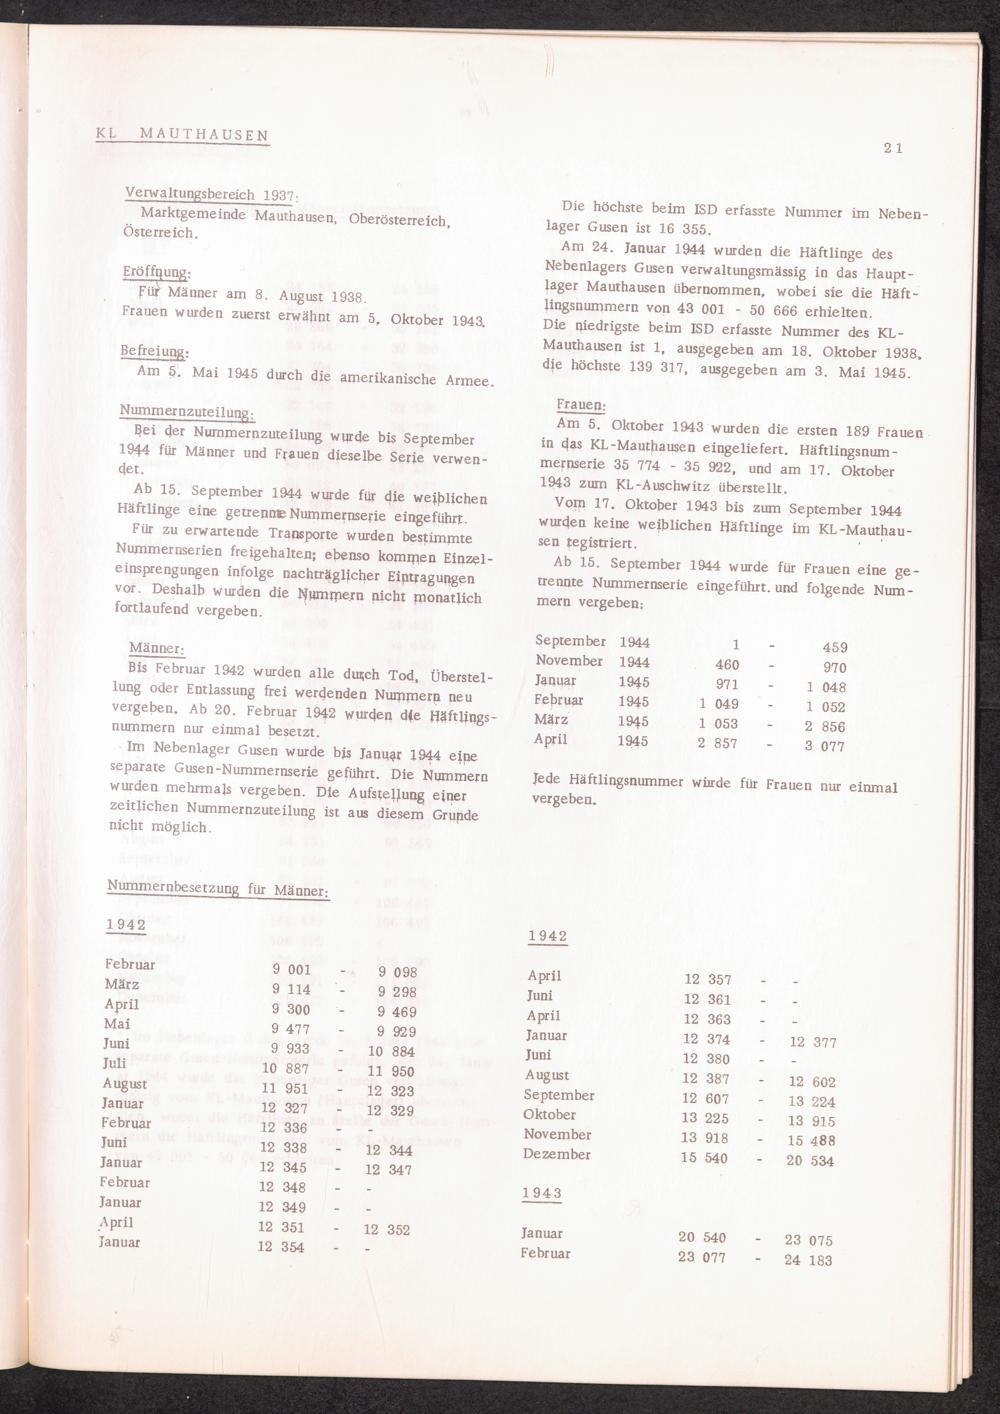 KL MAUTHAUSEN
21
Verwaltungsbereich 1937:
Marktgemeinde Mauthausen, Oberösterreich,
Österreich.
Eröffnung:
Für Männer am 8. August 1938.
Frauen wurden zuerst erwähnt am 5. Oktober 1943.
Befreiung:
Am 5. Mai 1945 durch die amerikanische Armee.
Nummernzuteilung:
Bei der Nummernzuteilung wurde bis September
1944 für Männer und Frauen dieselbe Serie verwen-
det.
Ab 15. September 1944 wurde für die weiblichen
Häftlinge eine getrennte Nummernserie eingeführt.
Für zu erwartende Transporte wurden bestimmte
Nummernserien freigehalten; ebenso kommen Einzel-
einsprengungen infolge nachträglicher Eintragungen
vor. Deshalb wurden die Nummern nicht monatlich
fortlaufend vergeben.
Männer:
Bis Februar 1942 wurden alle durch Tod, Überstel-
lung oder Entlassung frei werdenden Nummern neu
vergeben. Ab 20. Februar 1942 wurden die Häftlings-
nummern nur einmal besetzt.
Im Nebenlager Gusen wurde bis Januar 1944 eine
separate Gusen-Nummernserie geführt. Die Nummern
wurden mehrmals vergeben. Die Aufstellung einer
zeitlichen Nummernzuteilung ist aus diesem Grunde
nicht möglich.
Die höchste beim ISD erfasste Nummer im Neben-
lager Gusen ist 16 355.
Am 24. Januar 1944 wurden die Häftlinge des
Nebenlagers Gusen verwaltungsmässig in das Haupt-
lager Mauthausen übernommen, wobei sie die Häft-
lingsnummern von 43 001 - 50 666 erhielten.
Die niedrigste beim ISD erfasste Nummer des KL-
Mauthausen ist 1, ausgegeben am 18. Oktober 1938,
die höchste 139 317, ausgegeben am 3. Mai 1945.
Frauen:
Am 5. Oktober 1943 wurden die ersten 189 Frauen
in das KL-Mauthausen eingeliefert. Häftlingsnum-
mernserie 35 774 - 35 922, und am 17. Oktober
1943 zum KL-Auschwitz überstellt.
Vom 17. Oktober 1943 bis zum September 1944
wurden keine weiblichen Häftlinge im KL-Mauthau-
sen registriert.
Ab 15. September 1944 wurde für Frauen eine ge-
trennte Nummernserie eingeführt. und folgende Num-
mern vergeben:
September 1944 1 - 459
November 1944 460 - 970
Januar 1945 971 - 1 048
Februar 1945 1 049 - 1 052
März 1945 1 053 - 2 856
April 1945 2 857 - 3 077
Jede Häftlingsnummer wurde für Frauen nur einmal
vergeben.
Nummernbesetzung für Männer:
1942
Februar 9 001 - 9 098
März 9 114 - 9 298
April 9 300 - 9 469
Mai 9 477 - 9 929
Juni 9 933 - 10 884
Juli 10 887 - 11 950
August 11 951 - 12 323
Januar 12 327 - 12 329
Februar 12 336 - -
Juni 12 338 - 12 344
Januar 12 345 - 12 347
Februar 12 348 - -
Januar 12 349 - -
April 12 351 - 12 352
Januar 12 354 - -
1942
April 12 357 - -
Juni 12 361 - -
April 12 363 - -
Januar 12 374 - 12 377
Juni 12 380 - -
August 12 387 - 12 602
September 12 607 - 13 224
Oktober 13 225 - 13 915
November 13 918 - 15 488
Dezember 15 540 - 20 534
1943
Januar 20 540 - 23 075
Februar 23 077 - 24 183